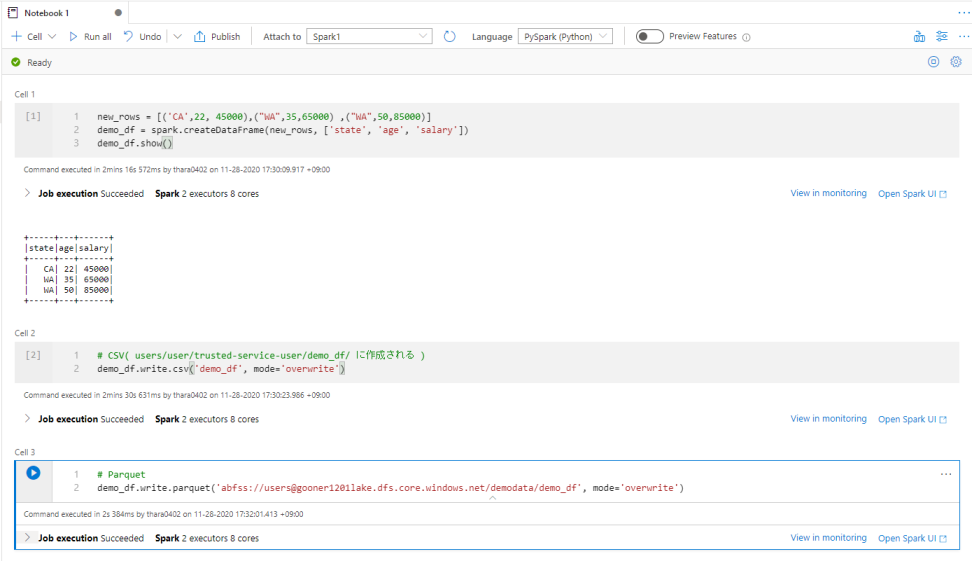 Notebook 1
Cell Run all Undo Publish Attach to Spark1 Language PySpark (Python) Preview Features
Ready
Cell 1
[1] 1 new_rows = [('CA',22, 45000),("WA",35,65000) ,("WA",50,85000)]
2 demo_df = spark.createDataFrame(new_rows, ['state', 'age', 'salary'])
3 demo_df.show()
Command executed in 2mins 16s 572ms by thara0402 on 11-28-2020 17:30:09.917 +09:00
Job execution Succeeded Spark 2 executors 8 cores View in monitoring Open Spark UI
+-----+---+------+
|state|age|salary|
+-----+---+------+
|   CA| 22| 45000|
|   WA| 35| 65000|
|   WA| 50| 85000|
+-----+---+------+
Cell 2
[2] 1 # CSV( users/user/trusted-service-user/demo_df/ に作成される )
2 demo_df.write.csv('demo_df', mode='overwrite')
Command executed in 2mins 30s 631ms by thara0402 on 11-28-2020 17:30:23.986 +09:00
Job execution Succeeded Spark 2 executors 8 cores View in monitoring Open Spark UI
Cell 3
1 # Parquet
2 demo_df.write.parquet('abfss://users@gooner1201lake.dfs.core.windows.net/demodata/demo_df', mode='overwrite')
Command executed in 2s 384ms by thara0402 on 11-28-2020 17:32:01.413 +09:00
Job execution Succeeded Spark 2 executors 8 cores View in monitoring Open Spark UI